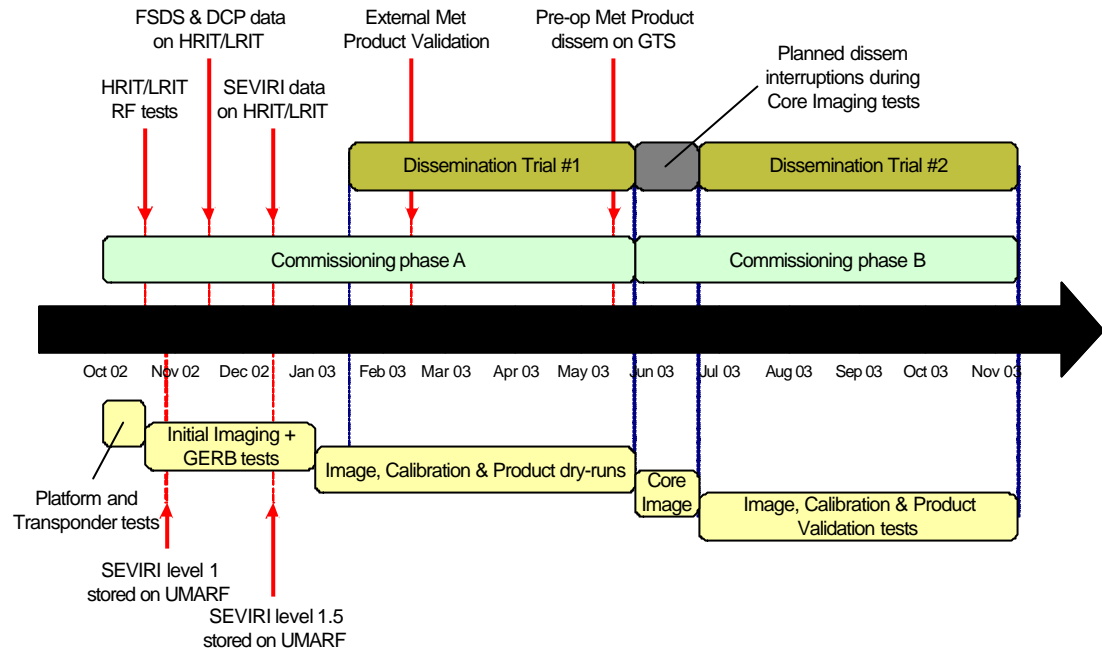 FSDS & DCP data
on HRIT/LRIT
External Met
Product Validation
Pre-op Met Product
dissem on GTS
Planned dissem
interruptions during
Core Imaging tests
HRIT/LRIT
RF tests
SEVIRI data
on HRIT/LRIT
Dissemination Trial #1
Dissemination Trial #2
Commissioning phase A
Commissioning phase B
Oct 02
Nov 02
Dec 02
Jan 03
Feb 03
Mar 03
Apr 03
May 03
Jun 03
Jul 03
Aug 03
Sep 03
Oct 03
Nov 03
Initial Imaging +
GERB tests
Image, Calibration & Product dry-runs
Core
Image
Image, Calibration & Product
Validation tests
Platform and
Transponder tests
SEVIRI level 1
stored on UMARF
SEVIRI level 1.5
stored on UMARF